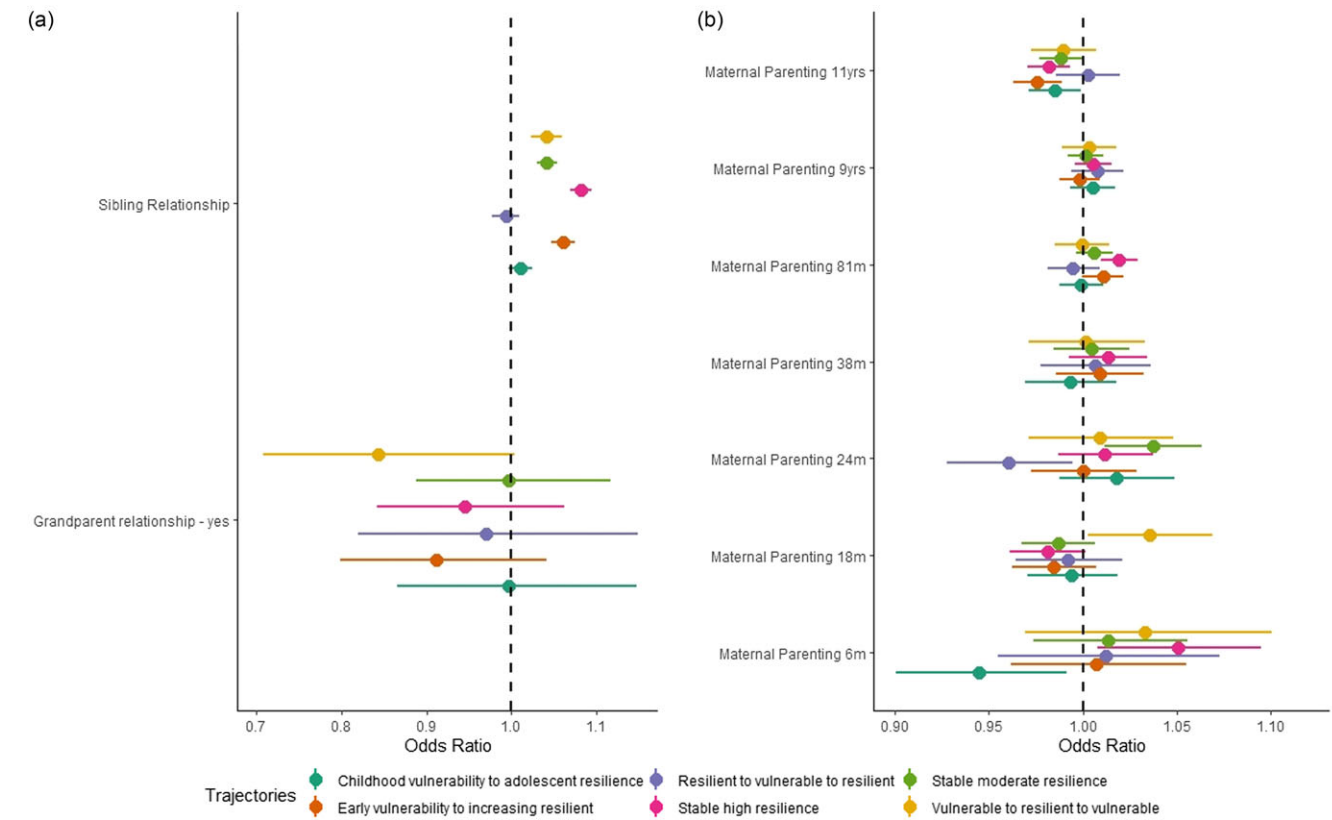 (a)
Sibling Relationship
Grandparent relationship - yes
0.7 0.8 0.9 1.0 1.1
Odds Ratio
(b)
Maternal Parenting 11yrs
Maternal Parenting 9yrs
Maternal Parenting 81m
Maternal Parenting 38m
Maternal Parenting 24m
Maternal Parenting 18m
Maternal Parenting 6m
0.90 0.95 1.00 1.05 1.10
Odds Ratio
Trajectories
Childhood vulnerability to adolescent resilience
Early vulnerability to increasing resilient
Resilient to vulnerable to resilient
Stable high resilience
Stable moderate resilience
Vulnerable to resilient to vulnerable